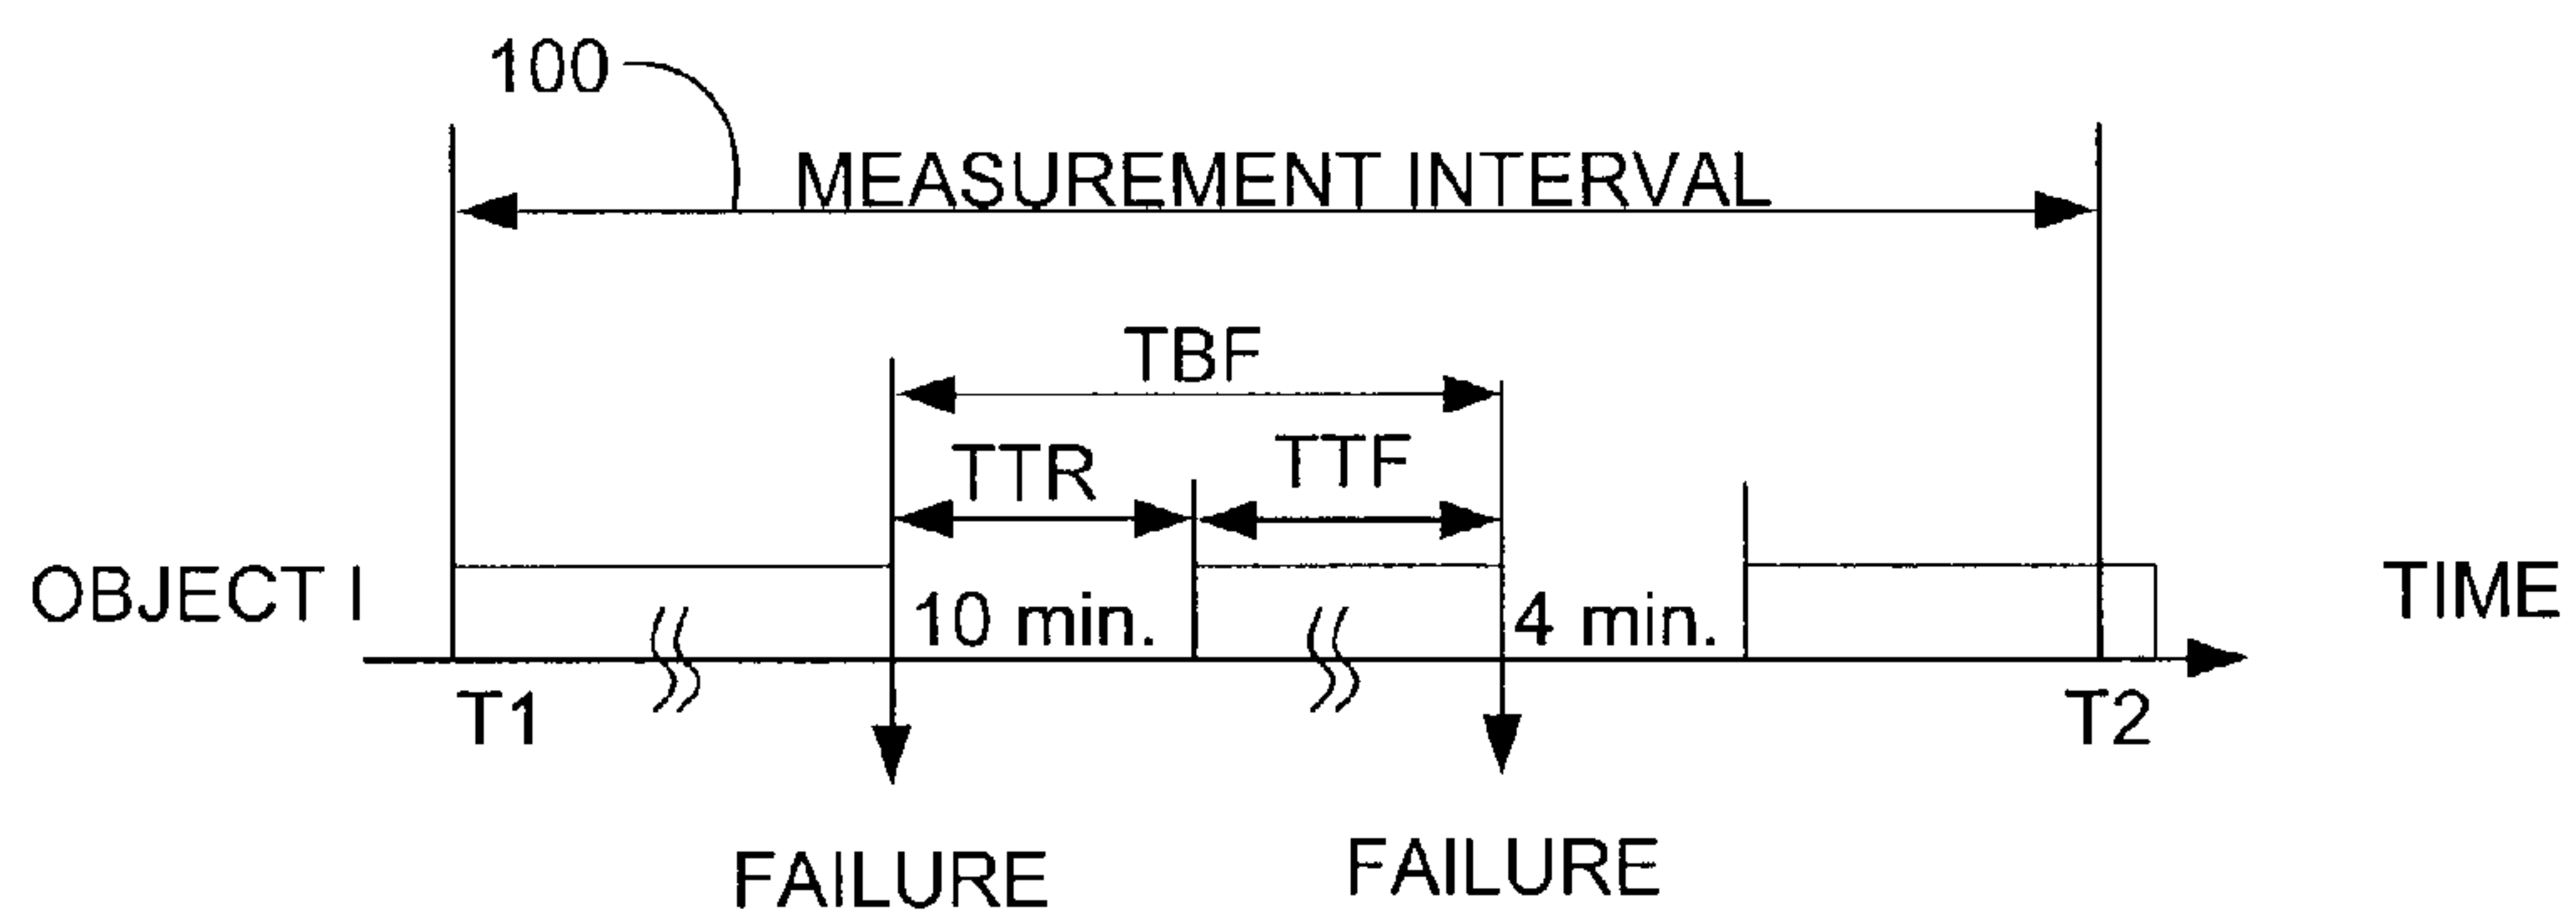 100
MEASUREMENT INTERVAL
TBF
TTR
TTF
OBJECT I
10 min.
4 min.
TIME
T1
T2
FAILURE
FAILURE